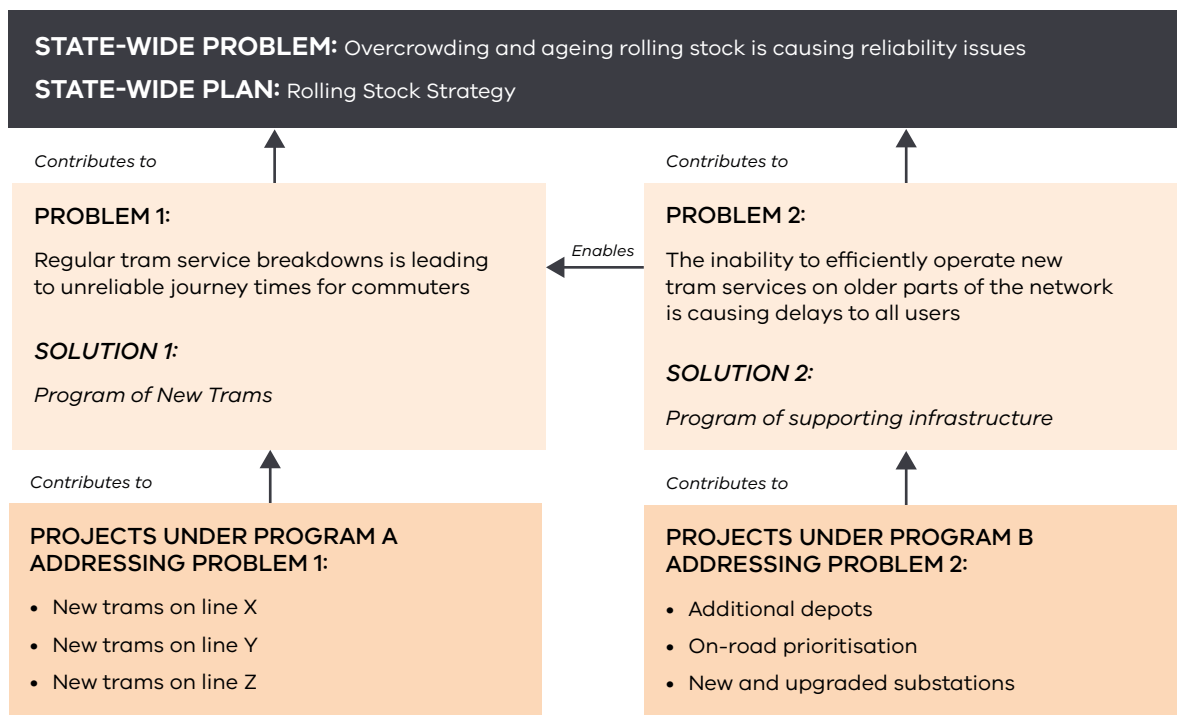 STATE-WIDE PROBLEM: Overcrowding and ageing rolling stock is causing reliability issues
STATE-WIDE PLAN: Rolling Stock Strategy
Contributes to
PROBLEM 1:
Regular tram service breakdowns is leading
to unreliable journey times for commuters
SOLUTION 1:
Program of New Trams
Enables
Contributes to
PROBLEM 2:
The inability to efficiently operate new
tram services on older parts of the network
is causing delays to all users
SOLUTION 2:
Program of supporting infrastructure
Contributes to
PROJECTS UNDER PROGRAM A
ADDRESSING PROBLEM 1:
• New trams on line X
• New trams on line Y
• New trams on line Z
Contributes to
PROJECTS UNDER PROGRAM B
ADDRESSING PROBLEM 2:
• Additional depots
• On-road prioritisation
• New and upgraded substations